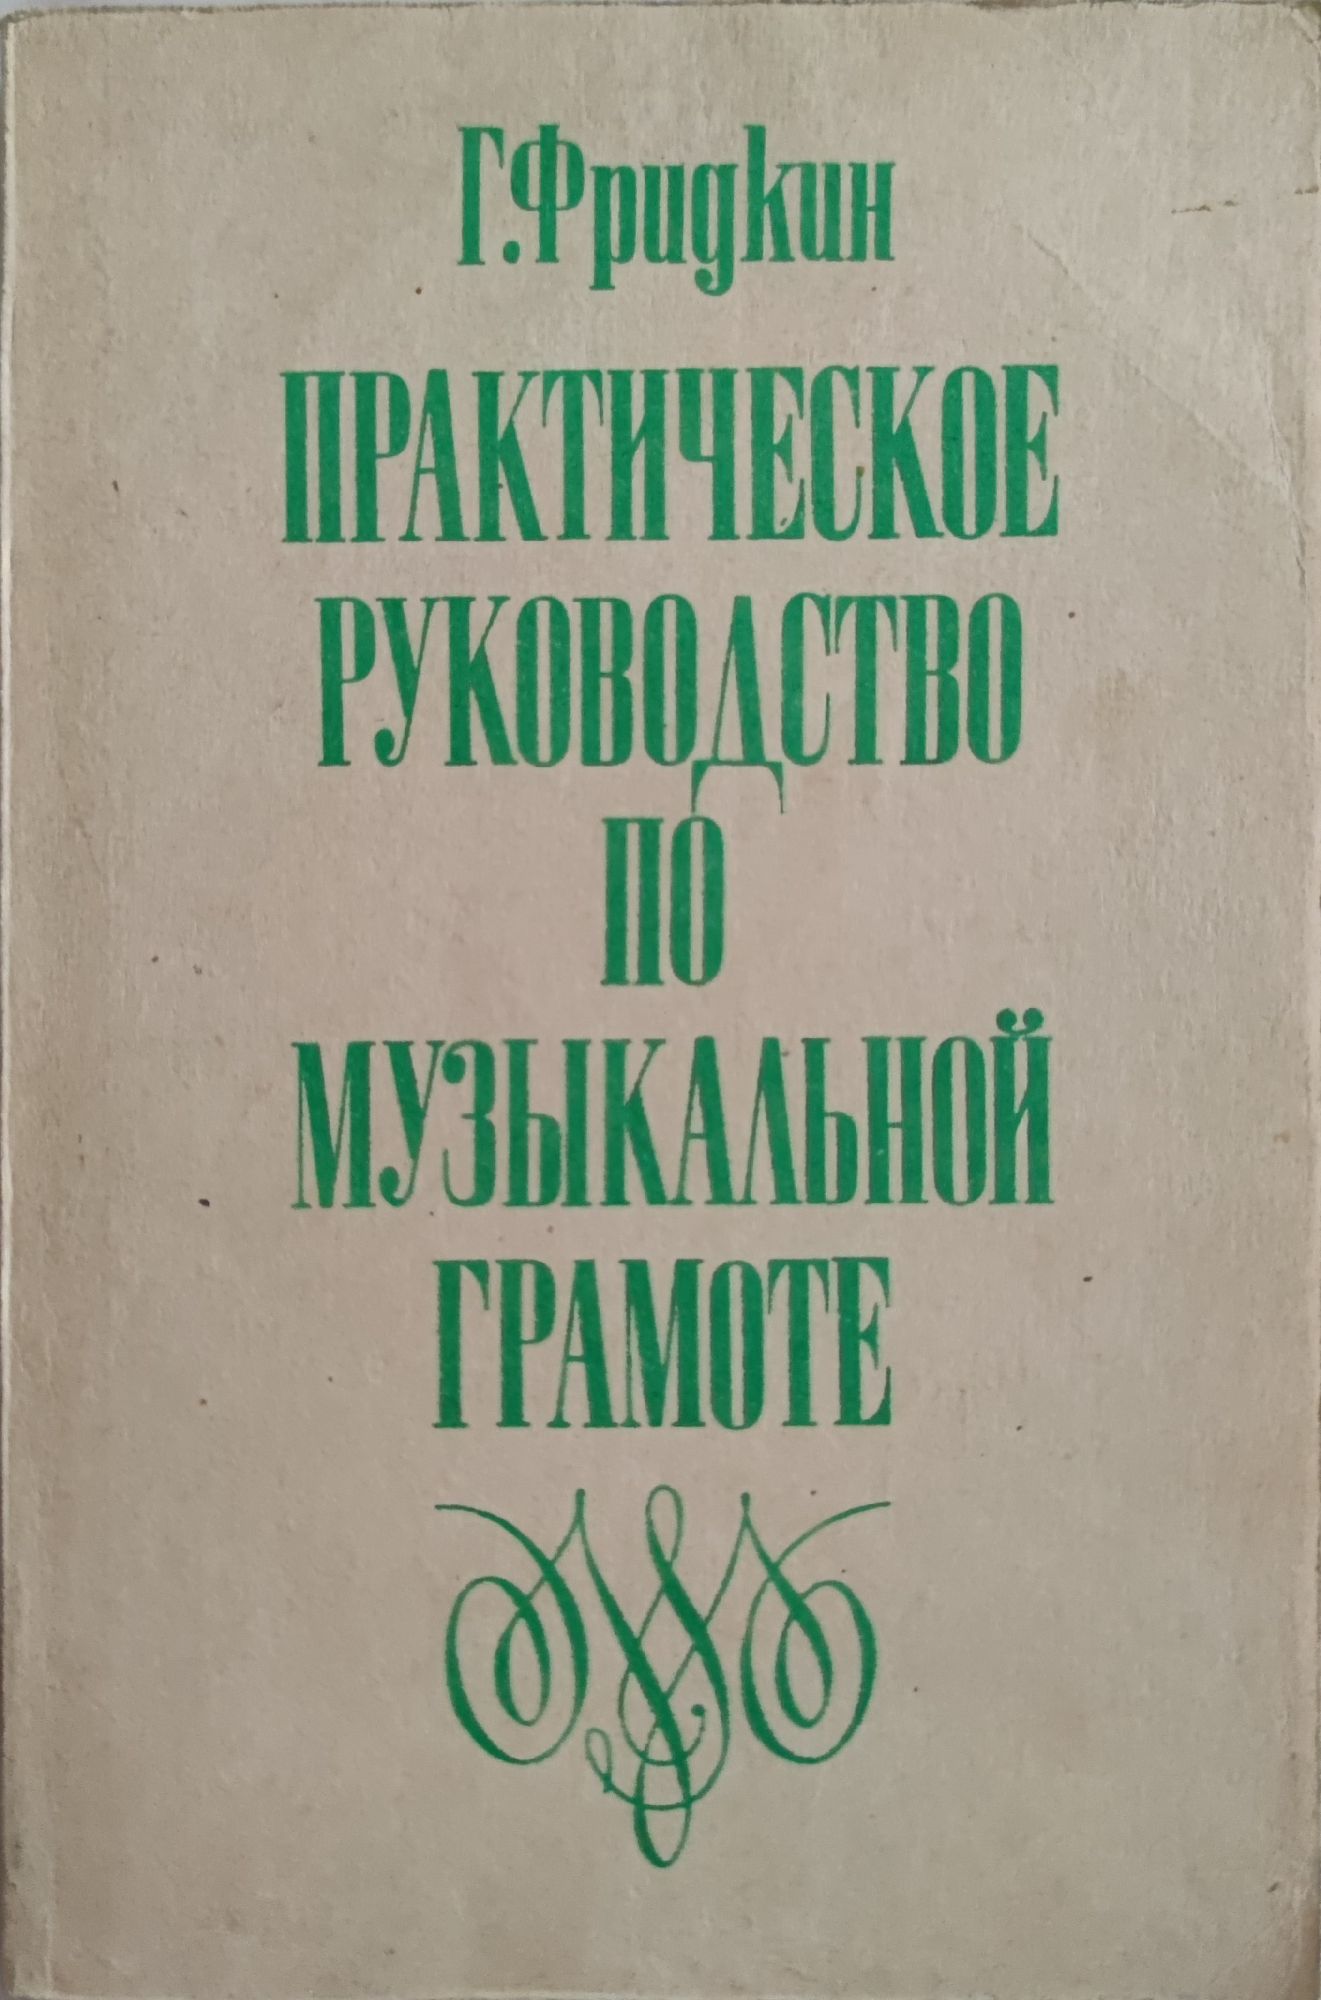 Г. Фридкин
ПРАКТИЧЕСКОЕ
РУКОВОДСТВО
ПО
МУЗЫКАЛЬНОЙ
ГРАМОТЕ